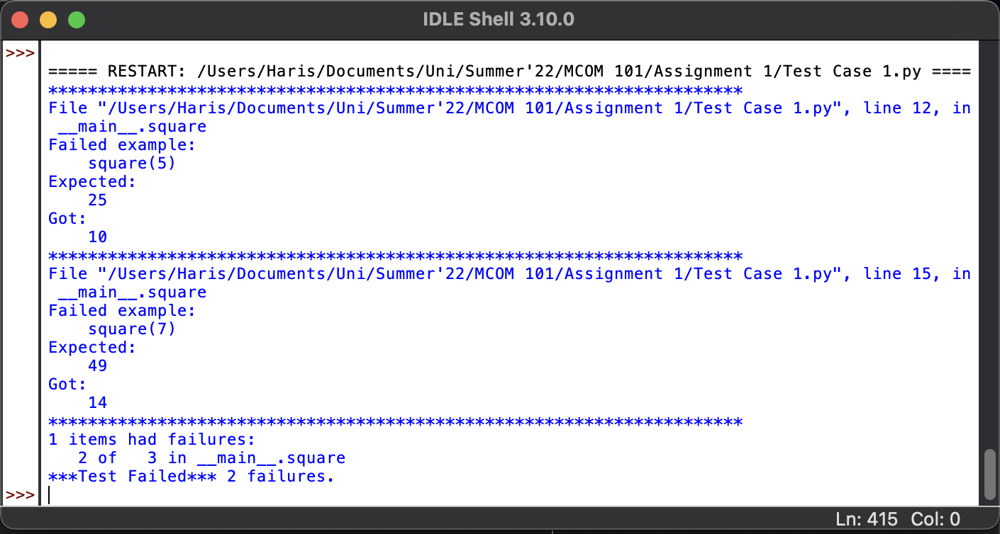 IDLE Shell 3.10.0
>>>
===== RESTART: /Users/Haris/Documents/Uni/Summer'22/MCOM 101/Assignment 1/Test Case 1.py ====
**********************************************************************
File "/Users/Haris/Documents/Uni/Summer'22/MCOM 101/Assignment 1/Test Case 1.py", line 12, in
 __main__.square
Failed example:
    square(5)
Expected:
    25
Got:
    10
**********************************************************************
File "/Users/Haris/Documents/Uni/Summer'22/MCOM 101/Assignment 1/Test Case 1.py", line 15, in
 __main__.square
Failed example:
    square(7)
Expected:
    49
Got:
    14
**********************************************************************
1 items had failures:
   2 of   3 in __main__.square
***Test Failed*** 2 failures.
>>>
Ln: 415 Col: 0